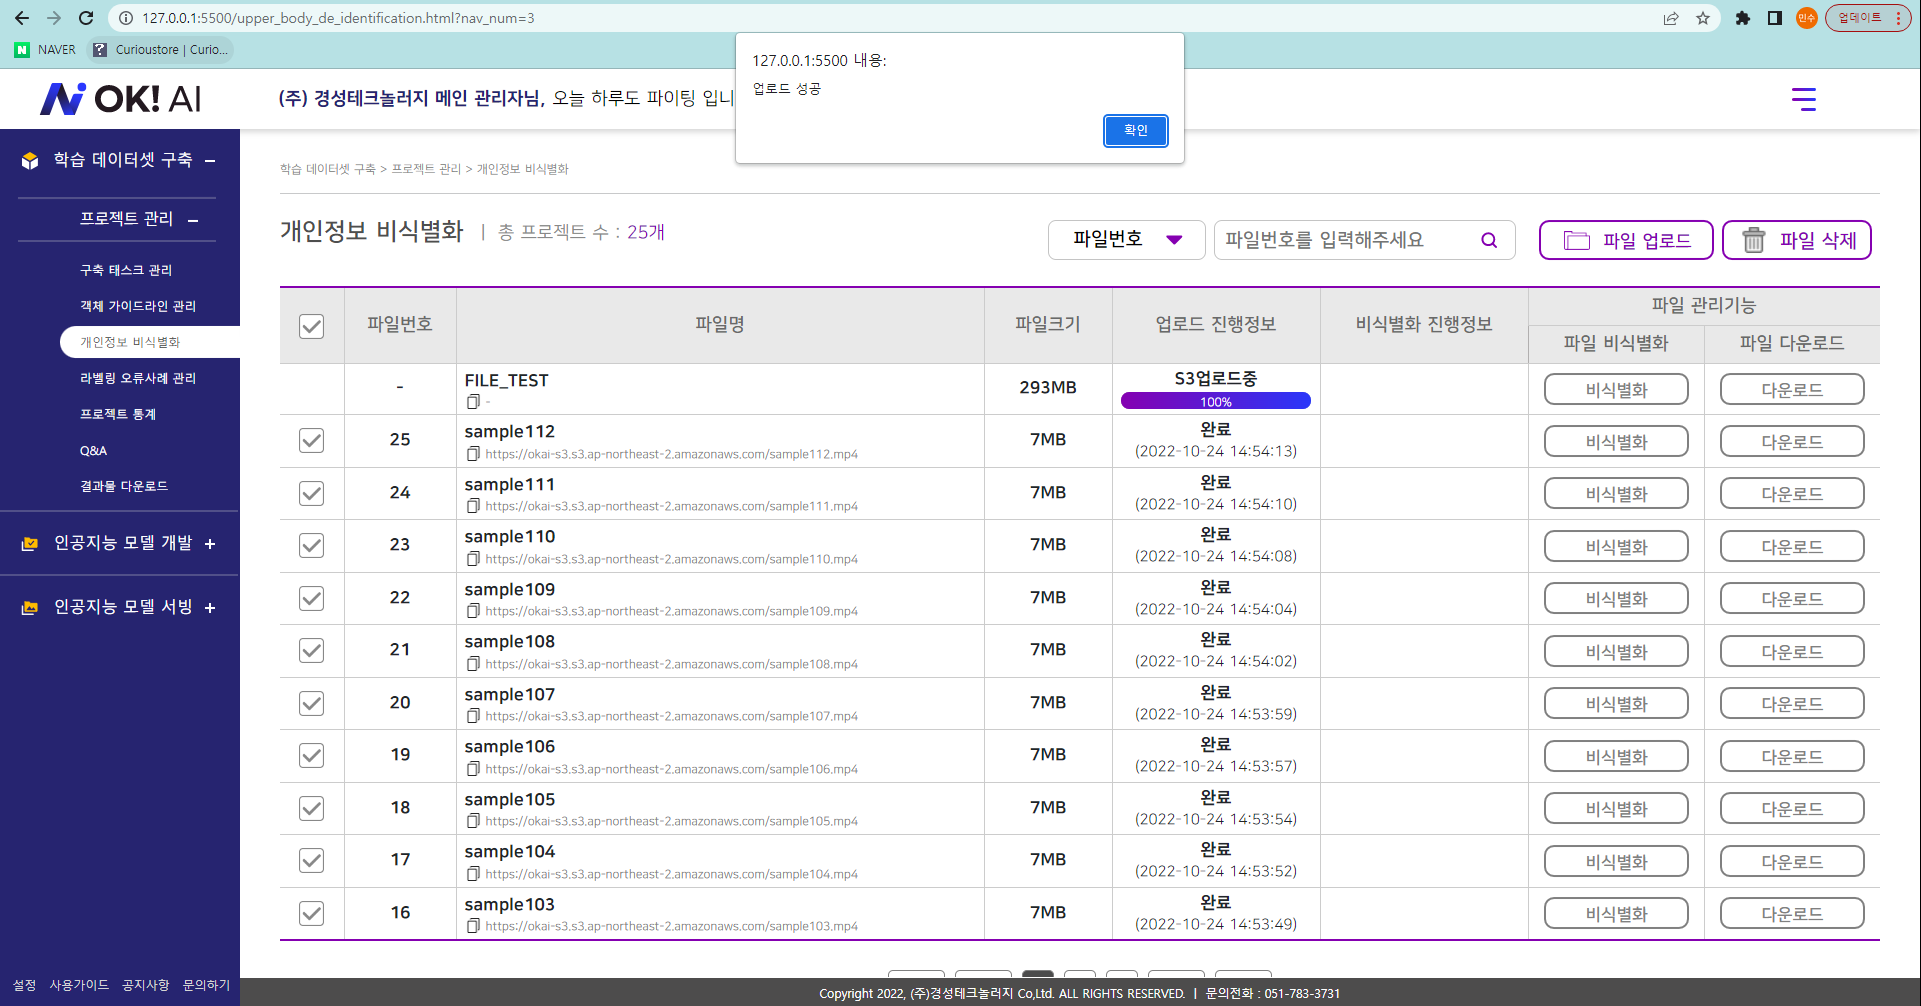 127.0.0.1:5500/upper_body_de_identification.html?nav_num=3
민수
업데이트
NAVER
Curioustore | Curio...
127.0.0.1:5500 내용:
업로드 성공
확인
OK! AI
(주) 경성테크놀러지 메인 관리자님, 오늘 하루도 파이팅 입니
학습 데이터셋 구축
프로젝트 관리
구축 태스크 관리
객체 가이드라인 관리
개인정보 비식별화
라벨링 오류사례 관리
프로젝트 통계
Q&A
결과물 다운로드
인공지능 모델 개발 +
인공지능 모델 서빙 +
설정 사용가이드 공지사항 문의하기
학습 데이터셋 구축 > 프로젝트 관리 > 개인정보 비식별화
개인정보 비식별화 | 총 프로젝트 수 : 25개
파일번호
파일번호를 입력해주세요
파일 업로드
파일 삭제
파일번호 파일명 파일크기 업로드 진행정보 비식별화 진행정보 파일 관리기능
파일 비식별화 파일 다운로드
- FILE_TEST 293MB S3업로드중 비식별화 다운로드
- 100%
25 sample112 7MB 완료 비식별화 다운로드
https://okai-s3.s3.ap-northeast-2.amazonaws.com/sample112.mp4 (2022-10-24 14:54:13)
24 sample111 7MB 완료 비식별화 다운로드
https://okai-s3.s3.ap-northeast-2.amazonaws.com/sample111.mp4 (2022-10-24 14:54:10)
23 sample110 7MB 완료 비식별화 다운로드
https://okai-s3.s3.ap-northeast-2.amazonaws.com/sample110.mp4 (2022-10-24 14:54:08)
22 sample109 7MB 완료 비식별화 다운로드
https://okai-s3.s3.ap-northeast-2.amazonaws.com/sample109.mp4 (2022-10-24 14:54:04)
21 sample108 7MB 완료 비식별화 다운로드
https://okai-s3.s3.ap-northeast-2.amazonaws.com/sample108.mp4 (2022-10-24 14:54:02)
20 sample107 7MB 완료 비식별화 다운로드
https://okai-s3.s3.ap-northeast-2.amazonaws.com/sample107.mp4 (2022-10-24 14:53:59)
19 sample106 7MB 완료 비식별화 다운로드
https://okai-s3.s3.ap-northeast-2.amazonaws.com/sample106.mp4 (2022-10-24 14:53:57)
18 sample105 7MB 완료 비식별화 다운로드
https://okai-s3.s3.ap-northeast-2.amazonaws.com/sample105.mp4 (2022-10-24 14:53:54)
17 sample104 7MB 완료 비식별화 다운로드
https://okai-s3.s3.ap-northeast-2.amazonaws.com/sample104.mp4 (2022-10-24 14:53:52)
16 sample103 7MB 완료 비식별화 다운로드
https://okai-s3.s3.ap-northeast-2.amazonaws.com/sample103.mp4 (2022-10-24 14:53:49)
Copyright 2022, (주)경성테크놀러지 Co,Ltd. ALL RIGHTS RESERVED. | 문의전화 : 051-783-3731